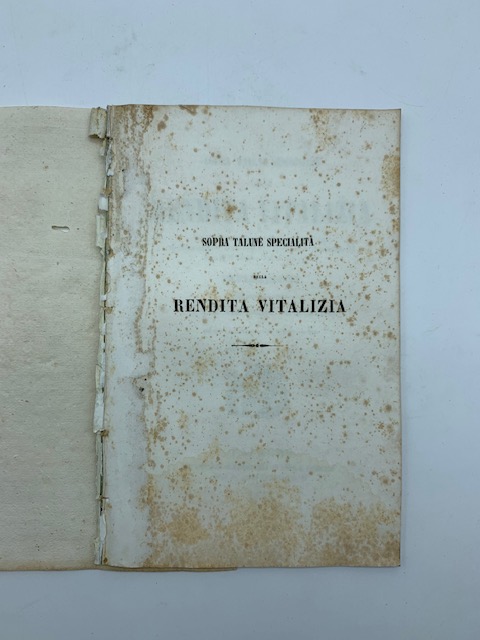 SOPRA TALUNE SPECIALITÀ
DELLA
RENDITA VITALIZIA